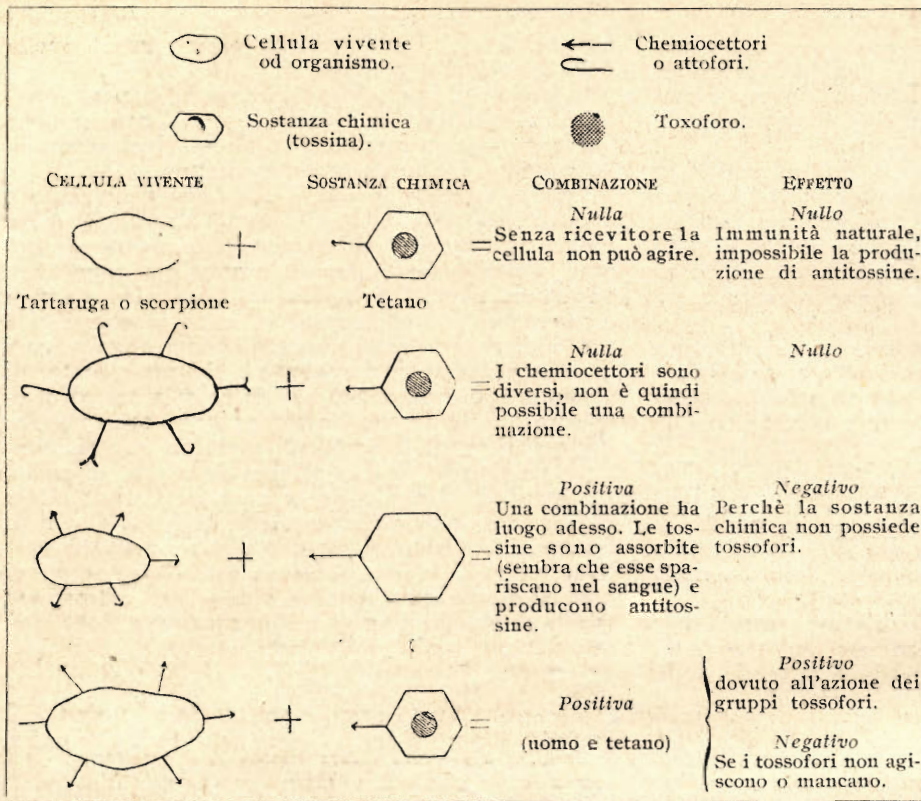 Cellula vivente
od organismo.
Chemiocettori
o attofori.
Sostanza chimica
(tossina).
Toxoforo.
CELLULA VIVENTE
SOSTANZA CHIMICA
COMBINAZIONE
EFFETTO
+
=
Nulla
Senza ricevitore la
cellula non può agire.
Nullo
Immunità naturale,
impossibile la produ-
zione di antitossine.
Tartaruga o scorpione
Tetano
+
=
Nulla
I chemiocettori sono
diversi, non è quindi
possibile una combi-
nazione.
Nullo
+
=
Positiva
Una combinazione ha
luogo adesso. Le tos-
sine sono assorbite
(sembra che esse spa-
riscano nel sangue) e
producono antitos-
sine.
Negativo
Perchè la sostanza
chimica non possiede
tossofori.
+
=
Positiva
(uomo e tetano)
Positivo
dovuto all'azione dei
gruppi tossofori.
Negativo
Se i tossofori non agi-
scono o mancano.